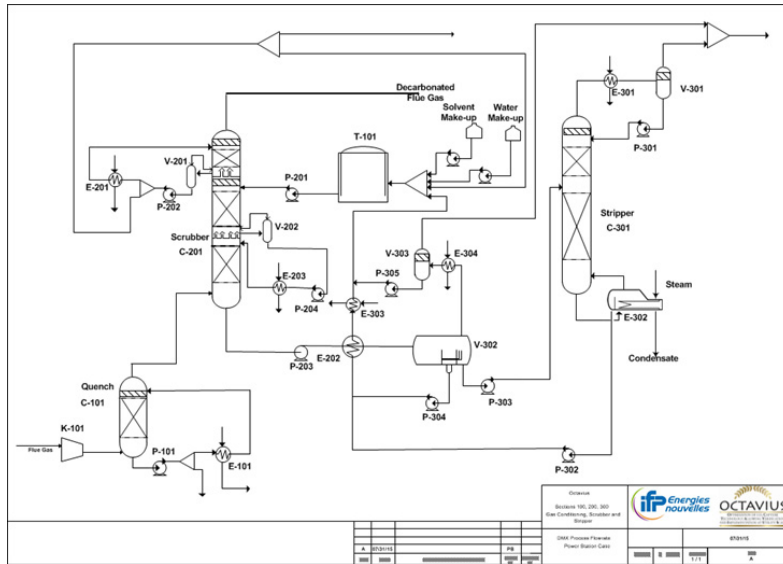 Decarbonated
Flue Gas
Solvent
Make-up
Water
Make-up
T-101
E-301
V-301
P-301
V-201
E-201
P-202
P-201
V-202
Scrubber
C-201
V-303
E-304
Stripper
C-301
E-203
P-204
P-305
E-303
Steam
E-302
Condensate
P-203
E-202
V-302
P-303
P-304
Quench
C-101
K-101
Flue Gas
P-101
E-101
P-302
Octavius
Sections 100, 200, 300
Gas Conditioning, Scrubber and
Stripper
ifp Energies
nouvelles
OCTAVIUS
DMX Process Flowrate
Power Station Case
07/31/15
A 07/31/15 PB
1 / 1
A